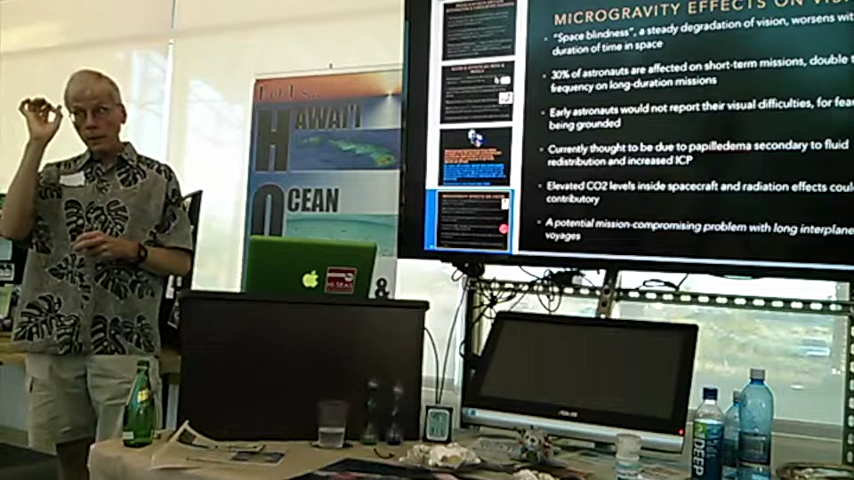 MICROGRAVITY EFFECTS ON VIS
"Space blindness", a steady degradation of vision, worsens wit
duration of time in space
30% of astronauts are affected on short-term missions, double t
frequency on long-duration missions
Early astronauts would not report their visual difficulties, for fea
being grounded
Currently thought to be due to papilledema secondary to fluid
redistribution and increased ICP
Elevated CO2 levels inside spacecraft and radiation effects coul
contributory
A potential mission-compromising problem with long interplane
voyages
HAWAI'I
OCEAN
&
HI-SEAS
ASUS
DEEP